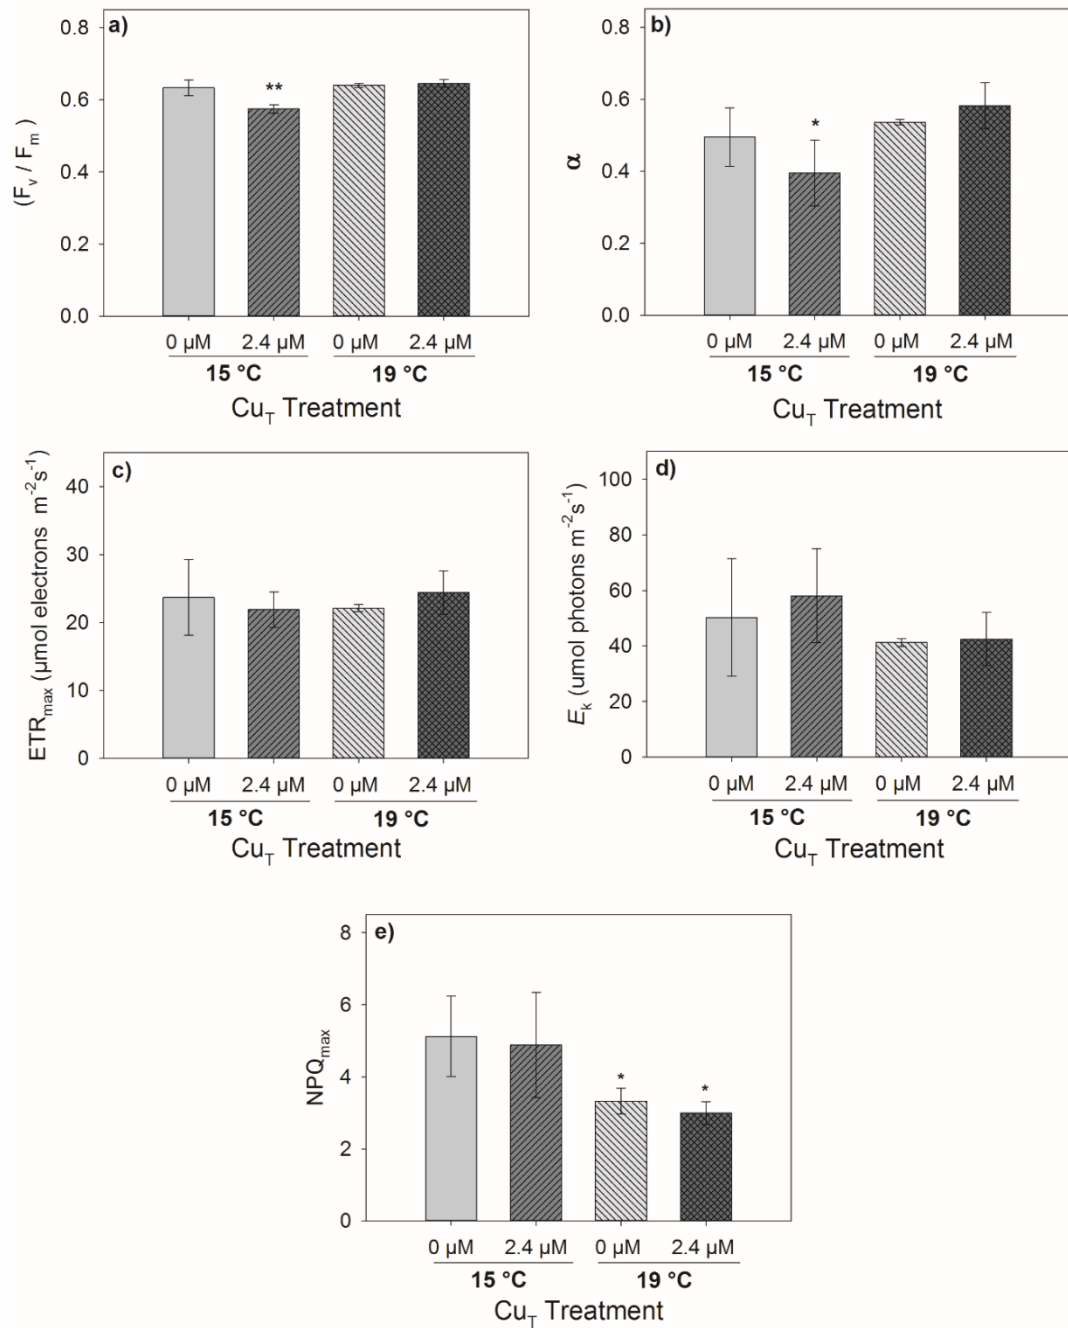 a)
0.8
0.6
0.4
0.2
0.0
(Fv / Fm)
**
0 µM 2.4 µM 0 µM 2.4 µM
15 °C 19 °C
CuT Treatment
b)
0.8
0.6
0.4
0.2
0.0
α
*
0 µM 2.4 µM 0 µM 2.4 µM
15 °C 19 °C
CuT Treatment
c)
40
30
20
10
0
ETRmax (µmol electrons m-2s-1)
0 µM 2.4 µM 0 µM 2.4 µM
15 °C 19 °C
CuT Treatment
d)
100
80
60
40
20
0
Ek (umol photons m-2s-1)
0 µM 2.4 µM 0 µM 2.4 µM
15 °C 19 °C
CuT Treatment
e)
8
6
4
2
0
NPQmax
* *
0 µM 2.4 µM 0 µM 2.4 µM
15 °C 19 °C
CuT Treatment